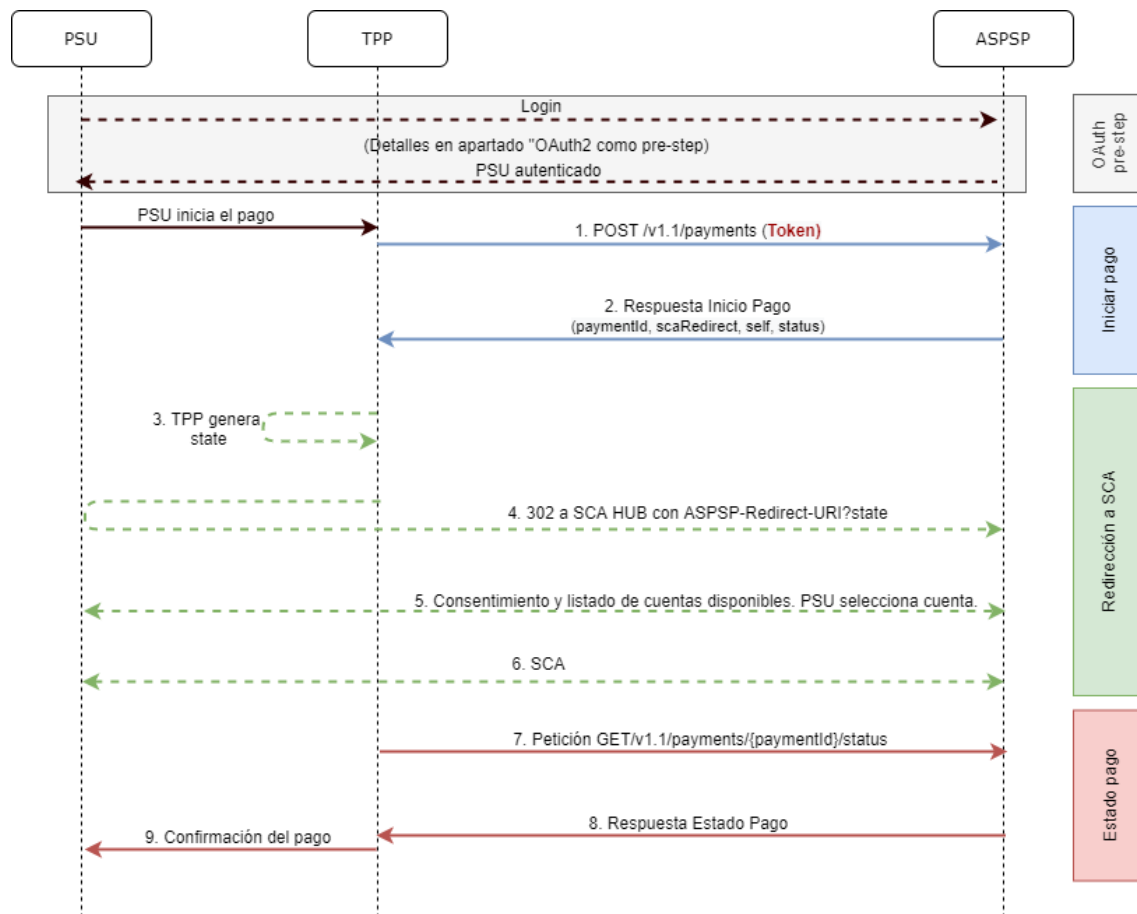 PSU
TPP
ASPSP
Login
(Detalles en apartado "OAuth2 como pre-step)
PSU autenticado
OAuth
pre-step
PSU inicia el pago
1. POST /v1.1/payments (Token)
2. Respuesta Inicio Pago
(paymentId, scaRedirect, self, status)
Iniciar pago
3. TPP genera
state
4. 302 a SCA HUB con ASPSP-Redirect-URI?state
5. Consentimiento y listado de cuentas disponibles. PSU selecciona cuenta.
6. SCA
Redirección a SCA
7. Petición GET/v1.1/payments/{paymentId}/status
8. Respuesta Estado Pago
9. Confirmación del pago
Estado pago